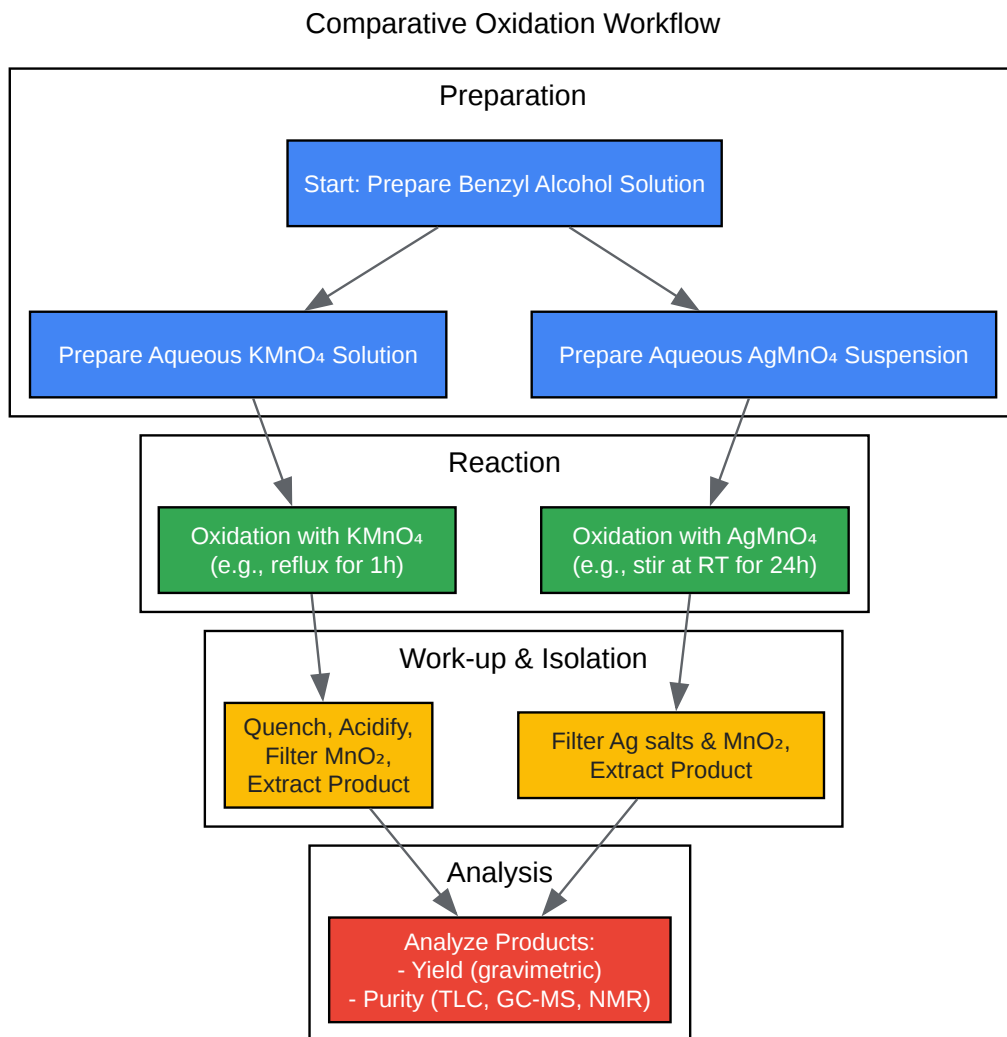 Comparative Oxidation Workflow
Preparation
Start: Prepare Benzyl Alcohol Solution
Prepare Aqueous KMnO₄ Solution
Prepare Aqueous AgMnO₄ Suspension
Reaction
Oxidation with KMnO₄
(e.g., reflux for 1h)
Oxidation with AgMnO₄
(e.g., stir at RT for 24h)
Work-up & Isolation
Quench, Acidify,
Filter MnO₂,
Extract Product
Filter Ag salts & MnO₂,
Extract Product
Analysis
Analyze Products:
- Yield (gravimetric)
- Purity (TLC, GC-MS, NMR)